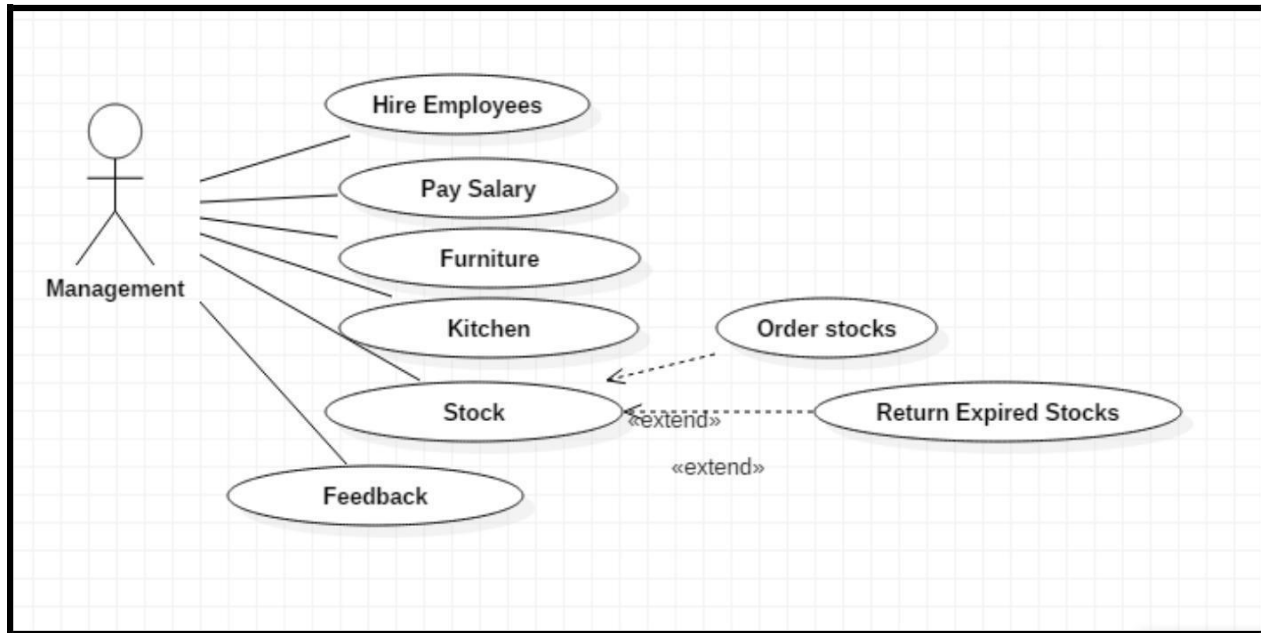 Hire Employees
Pay Salary
Furniture
Management
Kitchen
Order stocks
Stock
Return Expired Stocks
«extend»
«extend»
Feedback